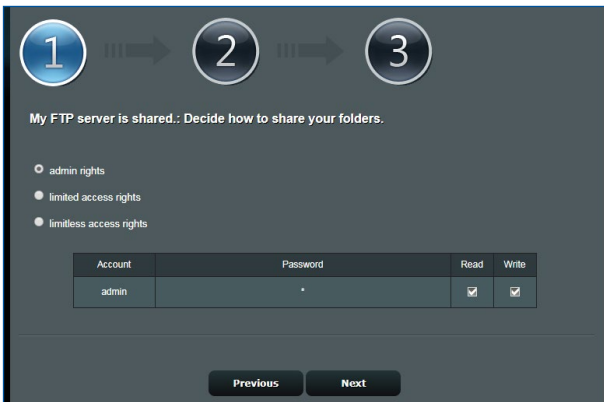 1 2 3
My FTP server is shared.: Decide how to share your folders.
admin rights
limited access rights
limitless access rights
Account Password Read Write
admin *
Previous Next